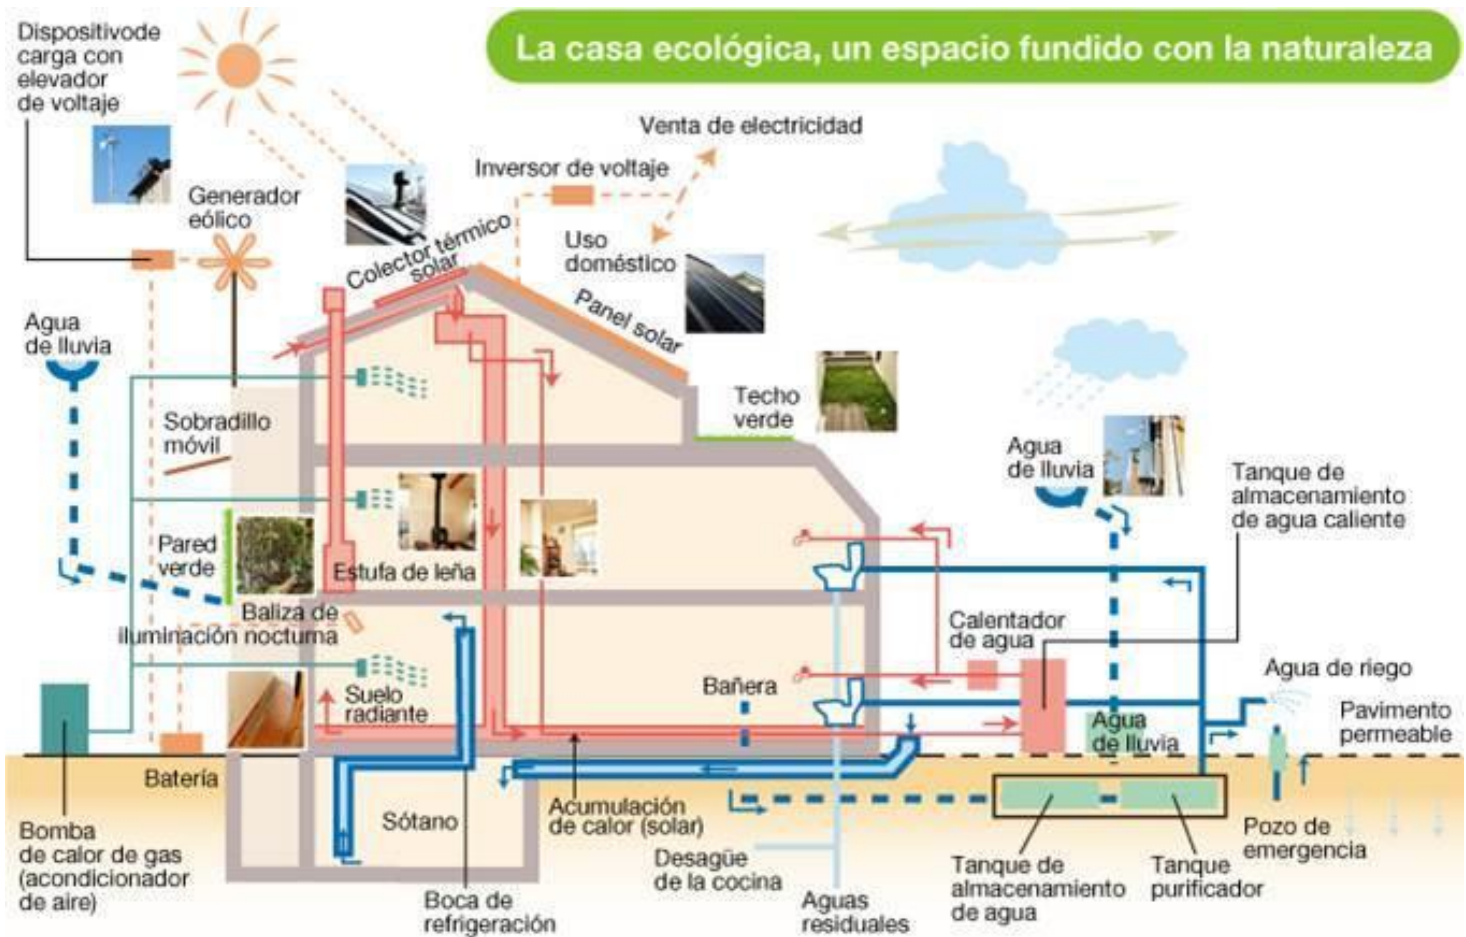 Dispositivode
carga con
elevador
de voltaje
La casa ecológica, un espacio fundido con la naturaleza
Venta de electricidad
Inversor de voltaje
Generador
eólico
Colector térmico
solar
Uso
doméstico
Panel solar
Agua
de lluvia
Sobradillo
móvil
Techo
verde
Agua
de lluvia
Tanque de
almacenamiento
de agua caliente
Pared
verde
Estufa de leña
Baliza de
iluminación nocturna
Calentador
de agua
Suelo
radiante
Bañera
Agua de riego
Agua
de lluvia
Pavimento
permeable
Batería
Bomba
de calor de gas
(acondicionador
de aire)
Sótano
Acumulación
de calor (solar)
Boca de
refrigeración
Desagüe
de la cocina
Aguas
residuales
Tanque de
almacenamiento
de agua
Tanque
purificador
Pozo de
emergencia